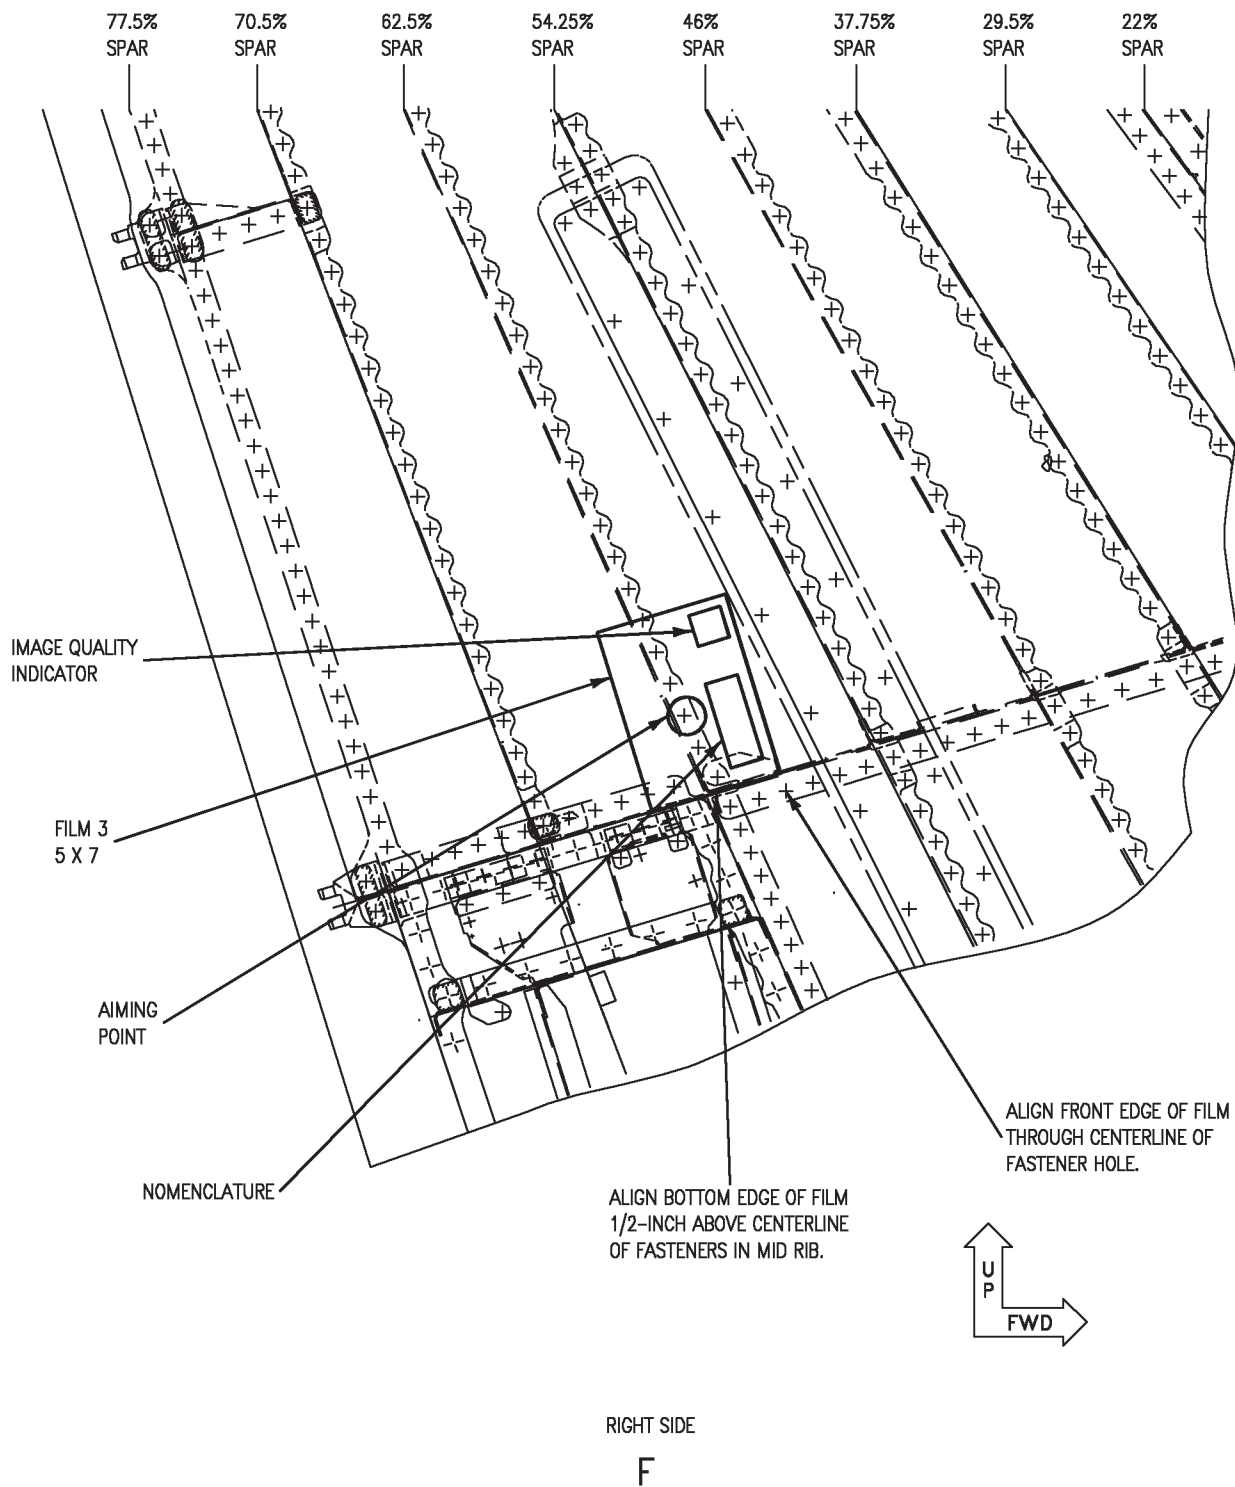 77.5%
SPAR
70.5%
SPAR
62.5%
SPAR
54.25%
SPAR
46%
SPAR
37.75%
SPAR
29.5%
SPAR
22%
SPAR
IMAGE QUALITY
INDICATOR
FILM 3
5 X 7
AIMING
POINT
NOMENCLATURE
ALIGN BOTTOM EDGE OF FILM
1/2-INCH ABOVE CENTERLINE
OF FASTENERS IN MID RIB.
ALIGN FRONT EDGE OF FILM
THROUGH CENTERLINE OF
FASTENER HOLE.
UP
FWD
RIGHT SIDE
F